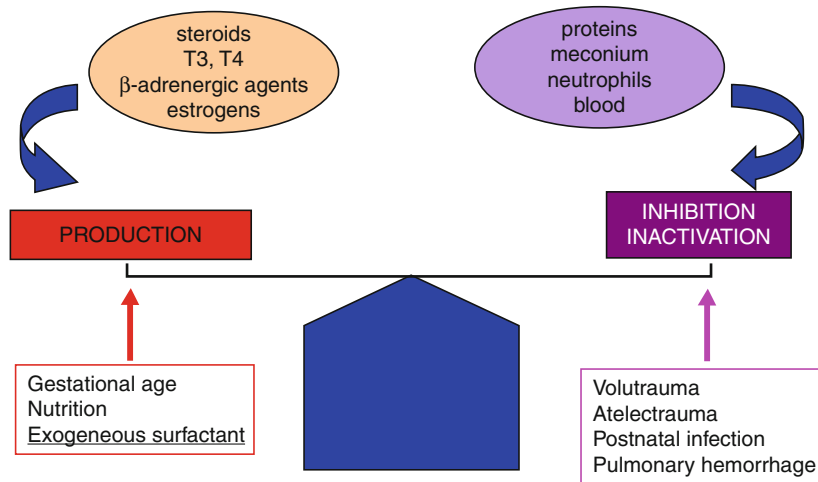 steroids
T3, T4
β-adrenergic agents
estrogens
proteins
meconium
neutrophils
blood
PRODUCTION
INHIBITION
INACTIVATION
Gestational age
Nutrition
Exogeneous surfactant
Volutrauma
Atelectrauma
Postnatal infection
Pulmonary hemorrhage